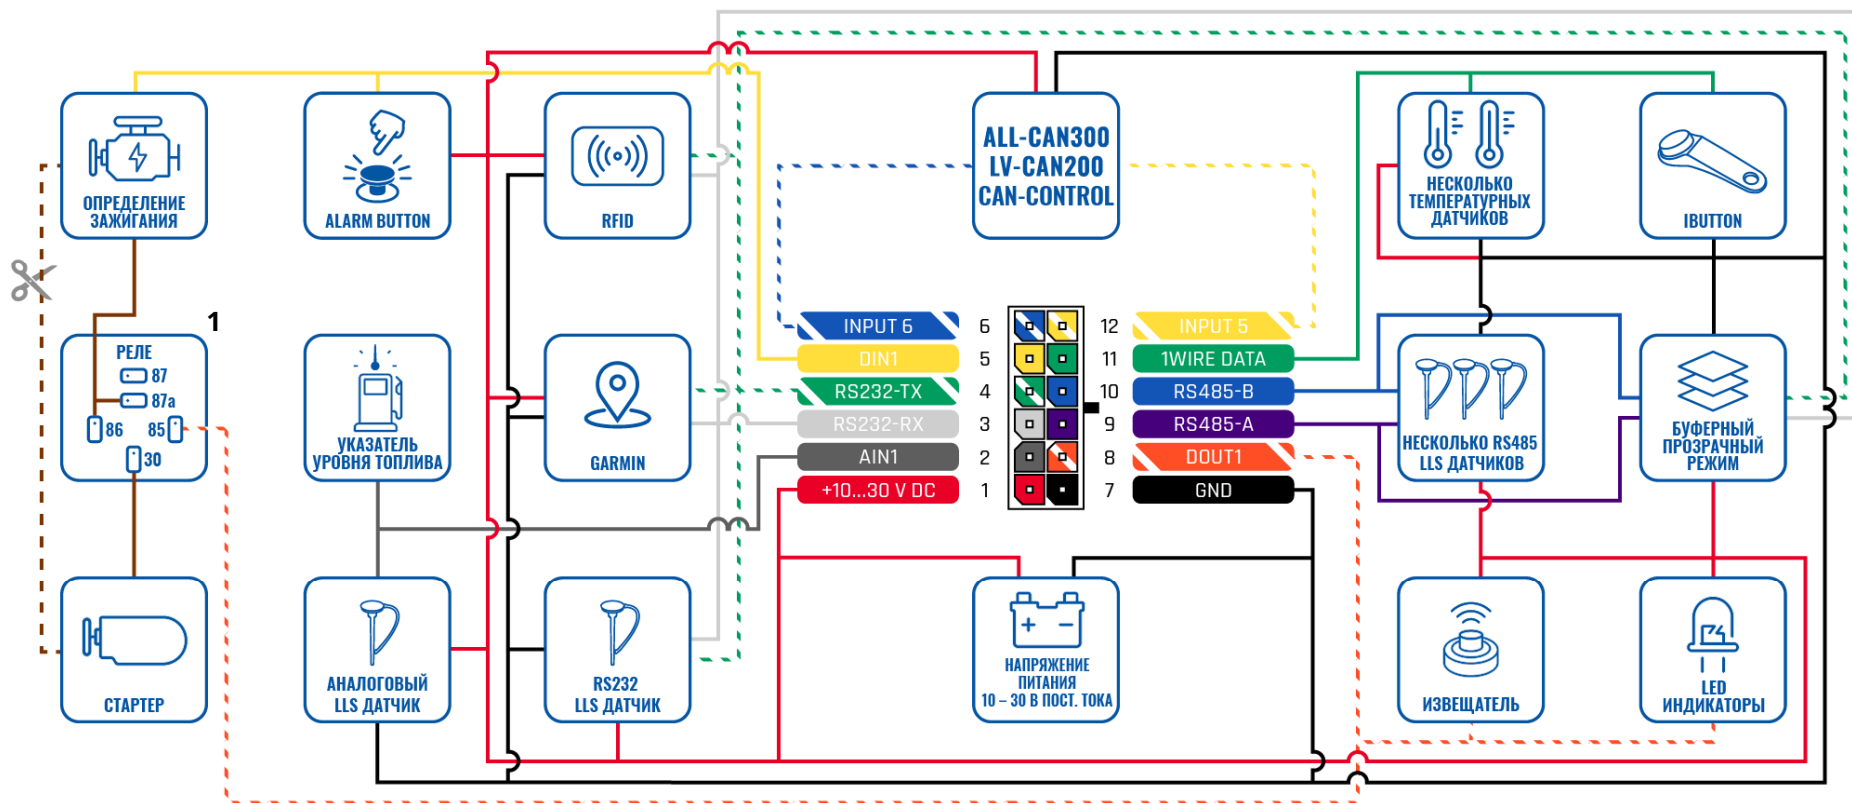 ОПРЕДЕЛЕНИЕ
ЗАЖИГАНИЯ
ALARM BUTTON
RFID
ALL-CAN300
LV-CAN200
CAN-CONTROL
НЕСКОЛЬКО
ТЕМПЕРАТУРНЫХ
ДАТЧИКОВ
IBUTTON
1
РЕЛЕ
87
87a
86
85
30
УКАЗАТЕЛЬ
УРОВНЯ ТОПЛИВА
GARMIN
INPUT 6 6 12 INPUT 5
DIN1 5 11 1WIRE DATA
RS232-TX 4 10 RS485-B
RS232-RX 3 9 RS485-A
AIN1 2 8 DOUT1
+10...30 V DC 1 7 GND
НЕСКОЛЬКО RS485
LLS ДАТЧИКОВ
БУФЕРНЫЙ
ПРОЗРАЧНЫЙ
РЕЖИМ
СТАРТЕР
АНАЛОГОВЫЙ
LLS ДАТЧИК
RS232
LLS ДАТЧИК
НАПРЯЖЕНИЕ
ПИТАНИЯ
10 – 30 В ПОСТ. ТОКА
ИЗВЕЩАТЕЛЬ
LED
ИНДИКАТОРЫ